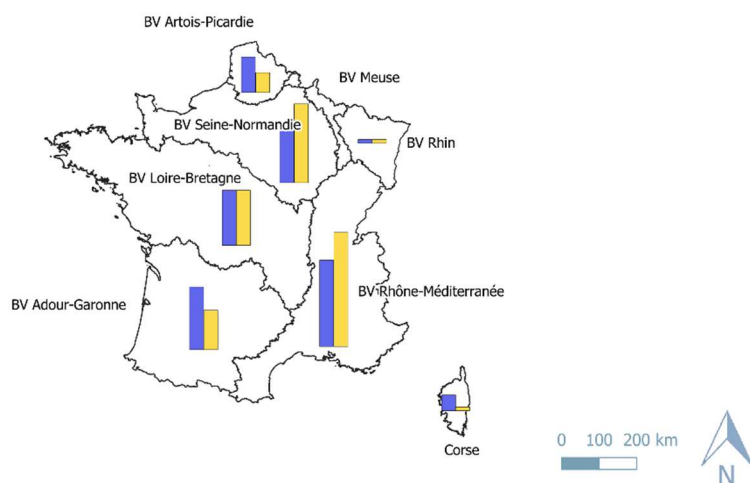 BV Artois-Picardie
BV Meuse
BV Seine-Normandie
BV Rhin
BV Loire-Bretagne
BV Rhône-Méditerranée
BV Adour-Garonne
Corse
0 100 200 km
N